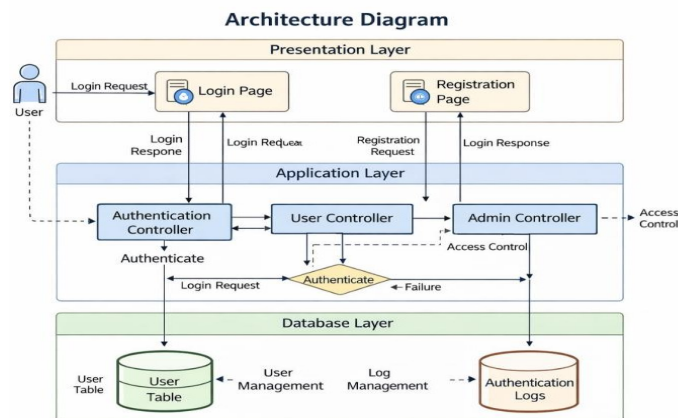 Architecture Diagram
Presentation Layer
Login Request
Login Page
Registration
Page
User
Login
Respone
Login
Registration
Request
Login Response
Application Layer
Authentication
Controller
User Controller
Admin Controller
Access
Control
Authenticate
Access Control
Login Request
Authenticate
Failure
Database Layer
User
Table
User
Table
User
Management
Log
Management
Authentication
Logs